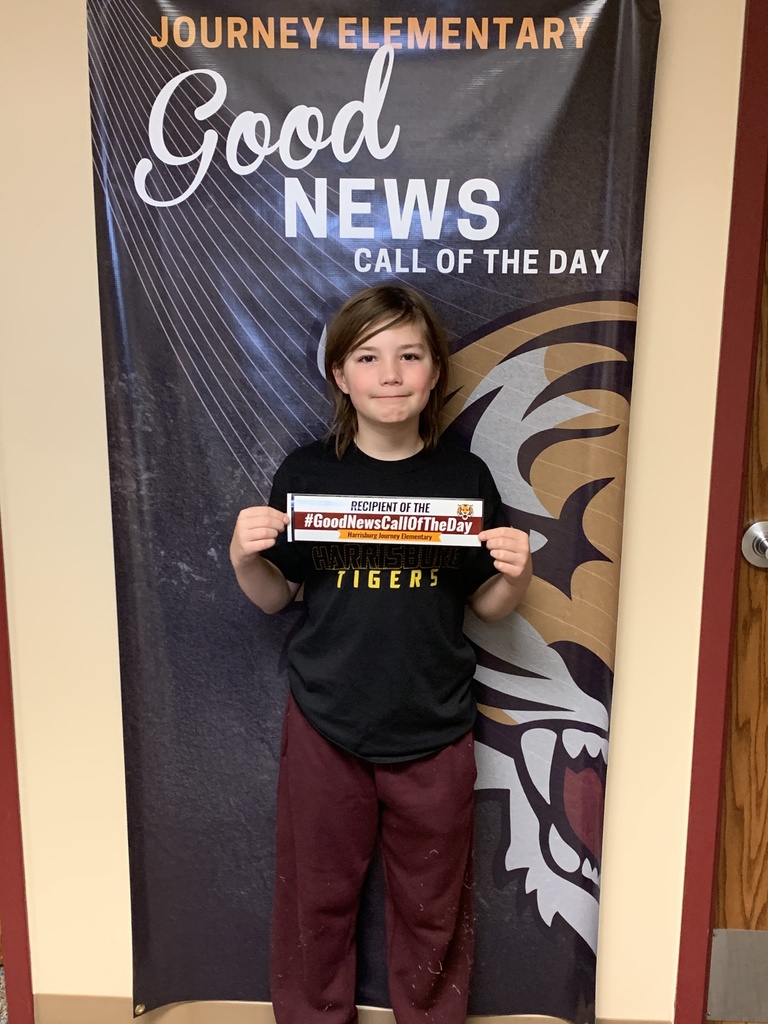 JOURNEY ELEMENTARY
Good
NEWS
CALL OF THE DAY
RECIPIENT OF THE
#GoodNewsCallOfTheDay
Harrisburg Journey Elementary
HARRISBURG
TIGERS